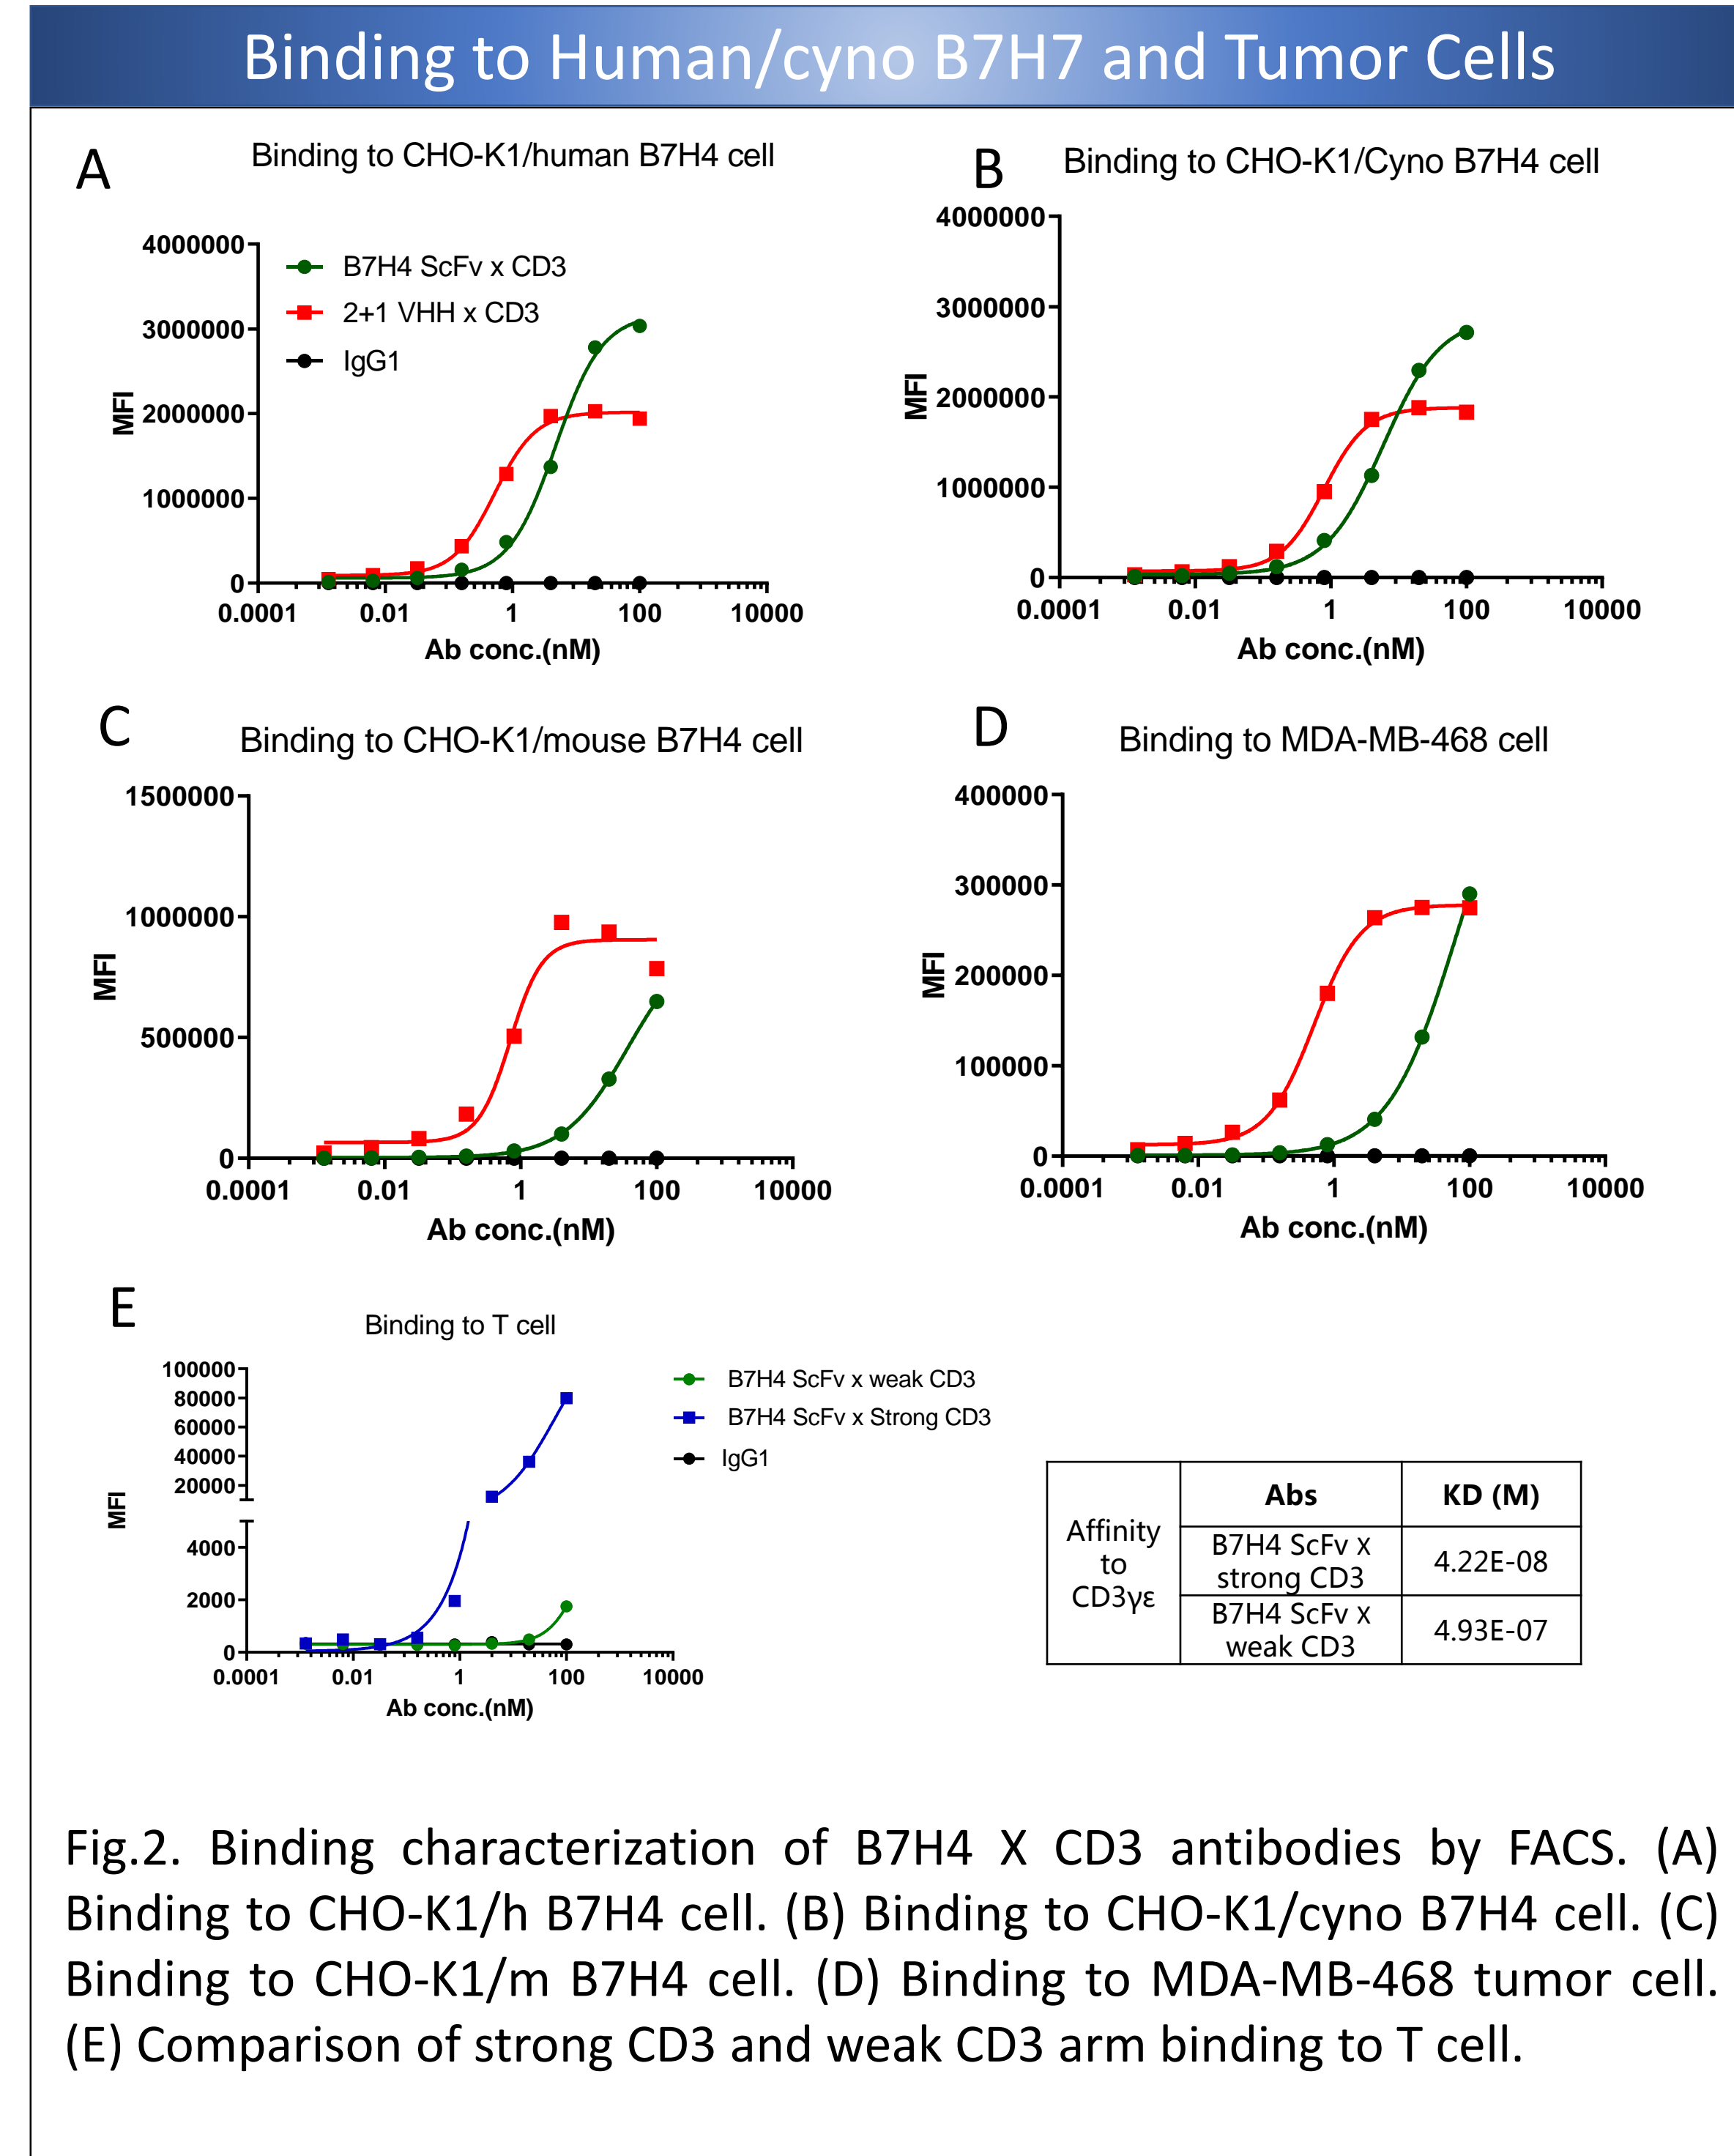 Binding to Human/cyno B7H7 and Tumor Cells
A
Binding to CHO-K1/human B7H4 cell
4000000
3000000
2000000
1000000
0
MFI
B7H4 ScFv x CD3
2+1 VHH x CD3
IgG1
0.0001 0.01 1 100 10000
Ab conc.(nM)
B
Binding to CHO-K1/Cyno B7H4 cell
4000000
3000000
2000000
1000000
0
MFI
0.0001 0.01 1 100 10000
Ab conc.(nM)
C
Binding to CHO-K1/mouse B7H4 cell
1500000
1000000
500000
0
MFI
0.0001 0.01 1 100 10000
Ab conc.(nM)
D
Binding to MDA-MB-468 cell
400000
300000
200000
100000
0
MFI
0.0001 0.01 1 100 10000
Ab conc.(nM)
E
Binding to T cell
100000
80000
60000
40000
20000
4000
2000
0
MFI
0.0001 0.01 1 100 10000
Ab conc.(nM)
B7H4 ScFv x weak CD3
B7H4 ScFv x Strong CD3
IgG1
Affinity
to
CD3γε
Abs KD (M)
B7H4 ScFv X
strong CD3
4.22E-08
B7H4 ScFv X
weak CD3
4.93E-07
Fig.2. Binding characterization of B7H4 X CD3 antibodies by FACS. (A)
Binding to CHO-K1/h B7H4 cell. (B) Binding to CHO-K1/cyno B7H4 cell. (C)
Binding to CHO-K1/m B7H4 cell. (D) Binding to MDA-MB-468 tumor cell.
(E) Comparison of strong CD3 and weak CD3 arm binding to T cell.